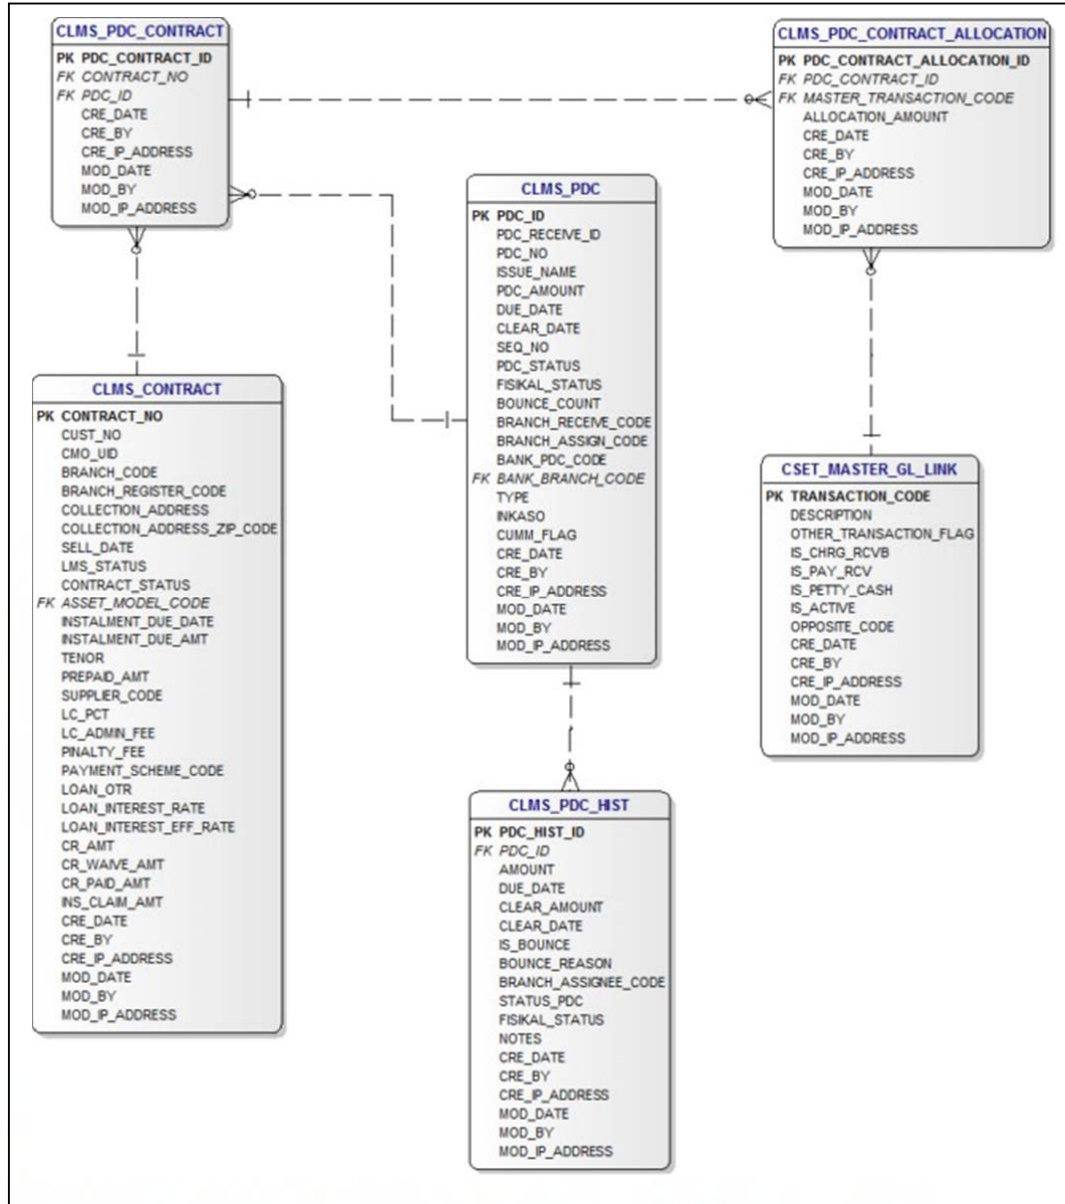 CLMS_PDC_CONTRACT
PK PDC_CONTRACT_ID
FK CONTRACT_NO
FK PDC_ID
CRE_DATE
CRE_BY
CRE_IP_ADDRESS
MOD_DATE
MOD_BY
MOD_IP_ADDRESS
CLMS_PDC_CONTRACT_ALLOCATION
PK PDC_CONTRACT_ALLOCATION_ID
FK PDC_CONTRACT_ID
FK MASTER_TRANSACTION_CODE
ALLOCATION_AMOUNT
CRE_DATE
CRE_BY
CRE_IP_ADDRESS
MOD_DATE
MOD_BY
MOD_IP_ADDRESS
CLMS_PDC
PK PDC_ID
PDC_RECEIVE_ID
PDC_NO
ISSUE_NAME
PDC_AMOUNT
DUE_DATE
CLEAR_DATE
SEQ_NO
PDC_STATUS
FISIKAL_STATUS
BOUNCE_COUNT
BRANCH_RECEIVE_CODE
BRANCH_ASSIGN_CODE
BANK_PDC_CODE
FK BANK_BRANCH_CODE
TYPE
INKASO
CUMM_FLAG
CRE_DATE
CRE_BY
CRE_IP_ADDRESS
MOD_DATE
MOD_BY
MOD_IP_ADDRESS
CLMS_CONTRACT
PK CONTRACT_NO
CUST_NO
CMO_UID
BRANCH_CODE
BRANCH_REGISTER_CODE
COLLECTION_ADDRESS
COLLECTION_ADDRESS_ZIP_CODE
SELL_DATE
LMS_STATUS
CONTRACT_STATUS
FK ASSET_MODEL_CODE
INSTALMENT_DUE_DATE
INSTALMENT_DUE_AMT
TENOR
PREPAID_AMT
SUPPLIER_CODE
LC_PCT
LC_ADMIN_FEE
PINALTY_FEE
PAYMENT_SCHEME_CODE
LOAN_OTR
LOAN_INTEREST_RATE
LOAN_INTEREST_EFF_RATE
CR_AMT
CR_WAIVE_AMT
CR_PAID_AMT
INS_CLAIM_AMT
CRE_DATE
CRE_BY
CRE_IP_ADDRESS
MOD_DATE
MOD_BY
MOD_IP_ADDRESS
CSET_MASTER_GL_LINK
PK TRANSACTION_CODE
DESCRIPTION
OTHER_TRANSACTION_FLAG
IS_CHRG_RCVB
IS_PAY_RCV
IS_PETTY_CASH
IS_ACTIVE
OPPOSITE_CODE
CRE_DATE
CRE_BY
CRE_IP_ADDRESS
MOD_DATE
MOD_BY
MOD_IP_ADDRESS
CLMS_PDC_HIST
PK PDC_HIST_ID
FK PDC_ID
AMOUNT
DUE_DATE
CLEAR_AMOUNT
CLEAR_DATE
IS_BOUNCE
BOUNCE_REASON
BRANCH_ASSIGNEE_CODE
STATUS_PDC
FISIKAL_STATUS
NOTES
CRE_DATE
CRE_BY
CRE_IP_ADDRESS
MOD_DATE
MOD_BY
MOD_IP_ADDRESS